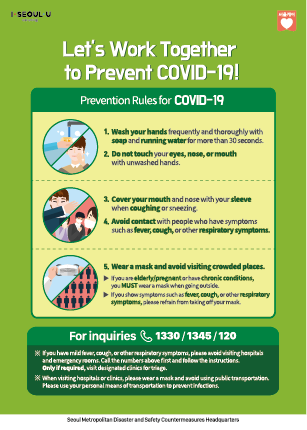 I·SEOUL·U
Let's Work Together
to Prevent COVID-19!
Prevention Rules for COVID-19
1. Wash your hands frequently and thoroughly with
soap and running water for more than 30 seconds.
2. Do not touch your eyes, nose, or mouth
with unwashed hands.
3. Cover your mouth and nose with your sleeve
when coughing or sneezing.
4. Avoid contact with people who have symptoms
such as fever, cough, or other respiratory symptoms.
5. Wear a mask and avoid visiting crowded places.
▶ If you are elderly/pregnant or have chronic conditions,
you MUST wear a mask when going outside.
▶ If you show symptoms such as fever, cough, or other respiratory
symptoms, please refrain from taking off your mask.
For inquiries 1330 / 1345 / 120
※ If you have mild fever, cough, or other respiratory symptoms, please avoid visiting hospitals
and emergency rooms. Call the numbers above first and follow the instructions.
Only if required, visit designated clinics for triage.
※ When visiting hospitals or clinics, please wear a mask and avoid using public transportation.
Please use your personal means of transportation to prevent infections.
Seoul Metropolitan Disaster and Safety Countermeasures Headquarters